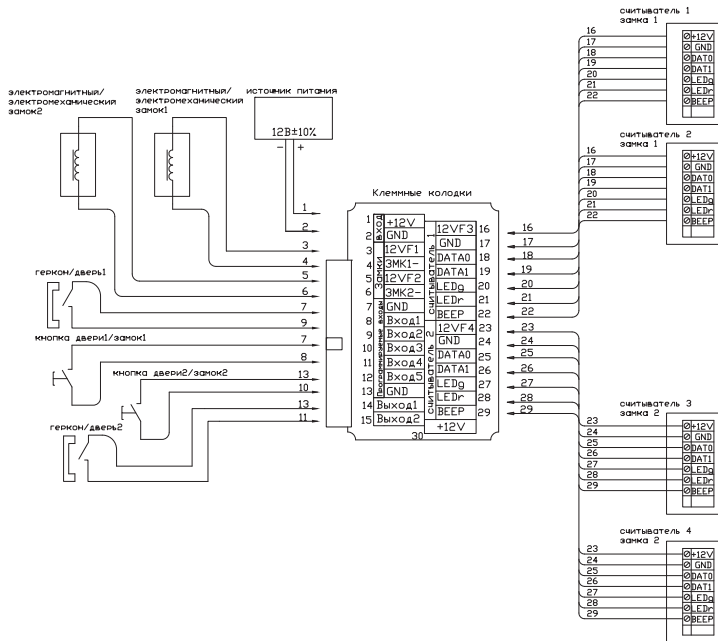 считыватель 1
замка 1
16
17
18
19
20
21
22
+12V
GND
DAT0
DAT1
LEDg
LEDr
BEEP
электромагнитный/
электромеханический
замок2
электромагнитный/
электромеханический
замок1
источник питания
12В±10%
- +
считыватель 2
замка 1
16
17
18
19
20
21
22
+12V
GND
DAT0
DAT1
LEDg
LEDr
BEEP
1
2
3
4
5
6
7
9
7
8
13
10
13
11
геркон/дверь1
кнопка двери1/замок1
кнопка двери2/замок2
геркон/дверь2
Клеммные колодки
вход
Замки
Программируемые входы
1 +12V
2 GND
3 12VF1
4 ЗМК1-
5 12VF2
6 ЗМК2-
7 GND
8 Вход1
9 Вход2
10 Вход3
11 Вход4
12 Вход5
13 GND
14 Выход1
15 Выход2
считыватель 1
12VF3 16
GND 17
DATA0 18
DATA1 19
LEDg 20
LEDr 21
BEEP 22
считыватель 2
12VF4 23
GND 24
DATA0 25
DATA1 26
LEDg 27
LEDr 28
BEEP 29
+12V
30
16
17
18
19
20
21
22
23
24
25
26
27
28
29
считыватель 3
замка 2
23
24
25
26
27
28
29
+12V
GND
DAT0
DAT1
LEDg
LEDr
BEEP
считыватель 4
замка 2
23
24
25
26
27
28
29
+12V
GND
DAT0
DAT1
LEDg
LEDr
BEEP